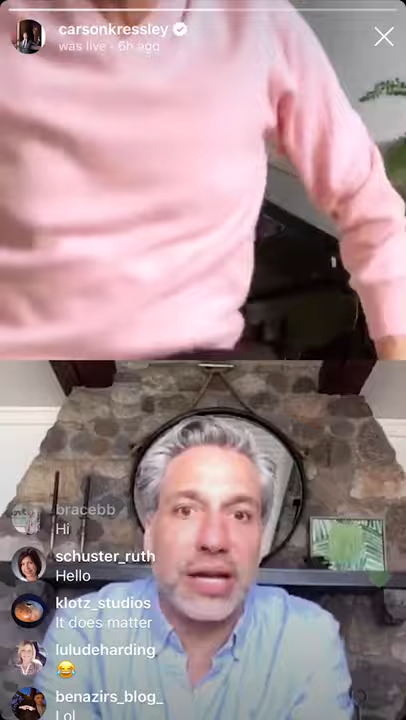 carsonkressley
was live · 6h ago
bracebb
Hi
schuster_ruth
Hello
klotz_studios
It does matter
luludeharding
😂
benazirs_blog_
Lol